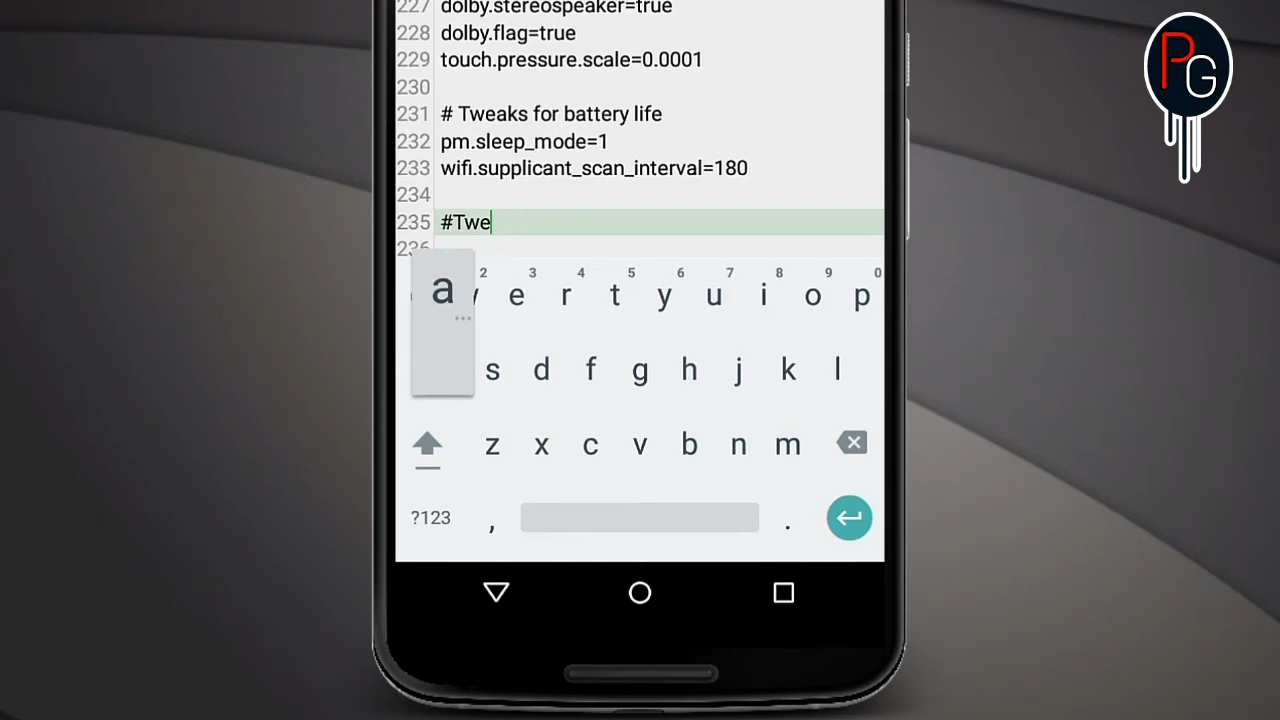 227 dolby.stereospeaker=true
228 dolby.flag=true
229 touch.pressure.scale=0.0001
230
231 # Tweaks for battery life
232 pm.sleep_mode=1
233 wifi.supplicant_scan_interval=180
234
235 #Twe
236
2 3 4 5 6 7 8 9 0
e r t y u i o p
a s d f g h j k l
z x c v b n m
?123 , .
PG